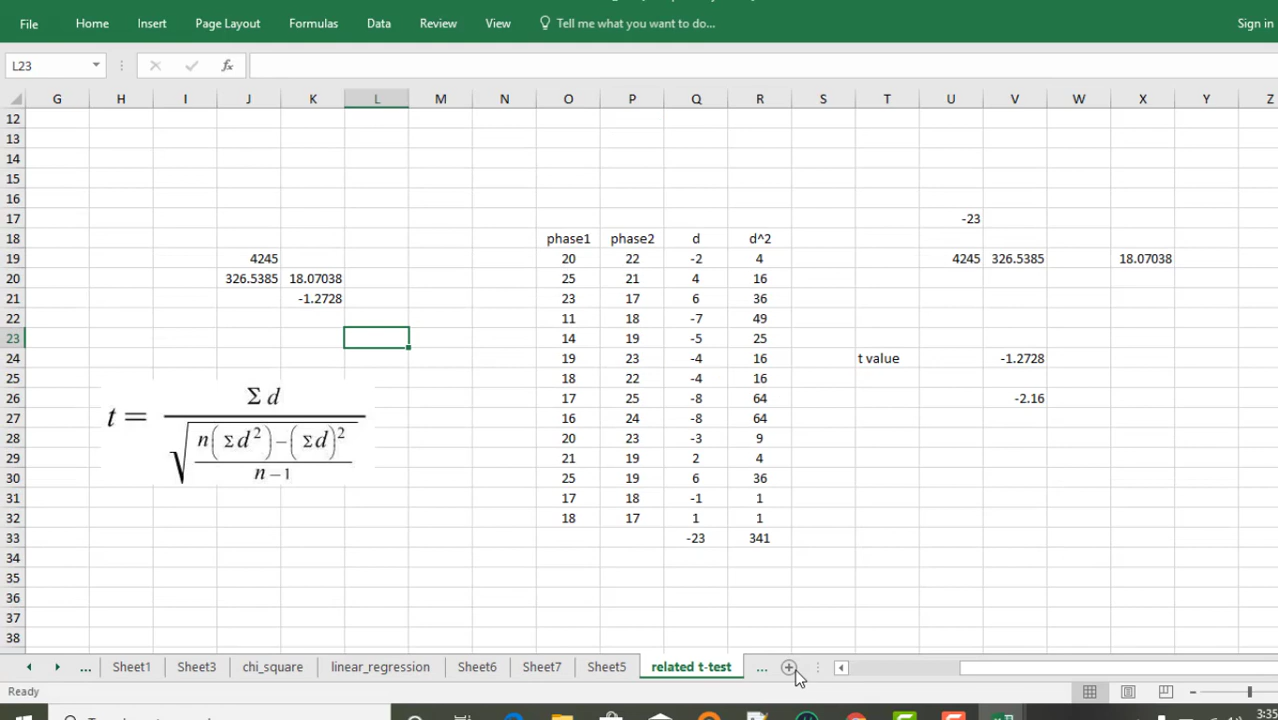 File Home Insert Page Layout Formulas Data Review View Tell me what you want to do... Sign in
L23 fx
G H I J K L M N O P Q R S T U V W X Y Z
12
13
14
15
16
17 -23
18 phase1 phase2 d d^2
19 4245 20 22 -2 4 4245 326.5385 18.07038
20 326.5385 18.07038 25 21 4 16
21 -1.2728 23 17 6 36
22 11 18 -7 49
23 14 19 -5 25
24 19 23 -4 16 t value -1.2728
25 18 22 -4 16
26 17 25 -8 64 -2.16
27 16 24 -8 64
28 20 23 -3 9
29 21 19 2 4
30 25 19 6 36
31 17 18 -1 1
32 18 17 1 1
33 -23 341
34
35
36
37
38
Σ d
t =
n(Σd²)−(Σd)²
n−1
... Sheet1 Sheet3 chi_square linear_regression Sheet6 Sheet7 Sheet5 related t-test ...
Ready
3:35